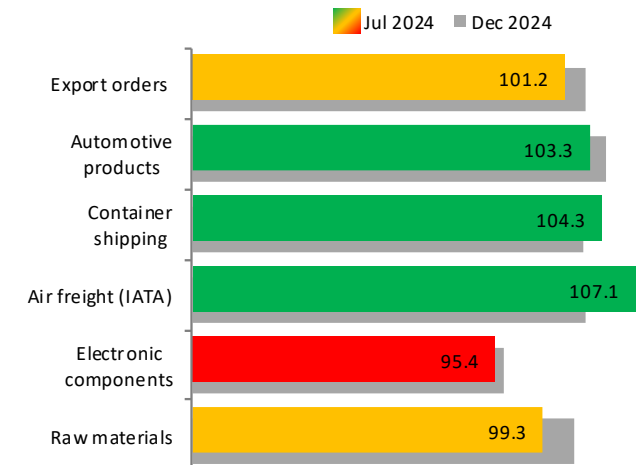 Jul 2024 Dec 2024
Export orders 101.2
Automotive
products 103.3
Container
shipping 104.3
Air freight (IATA) 107.1
Electronic
components 95.4
Raw materials 99.3